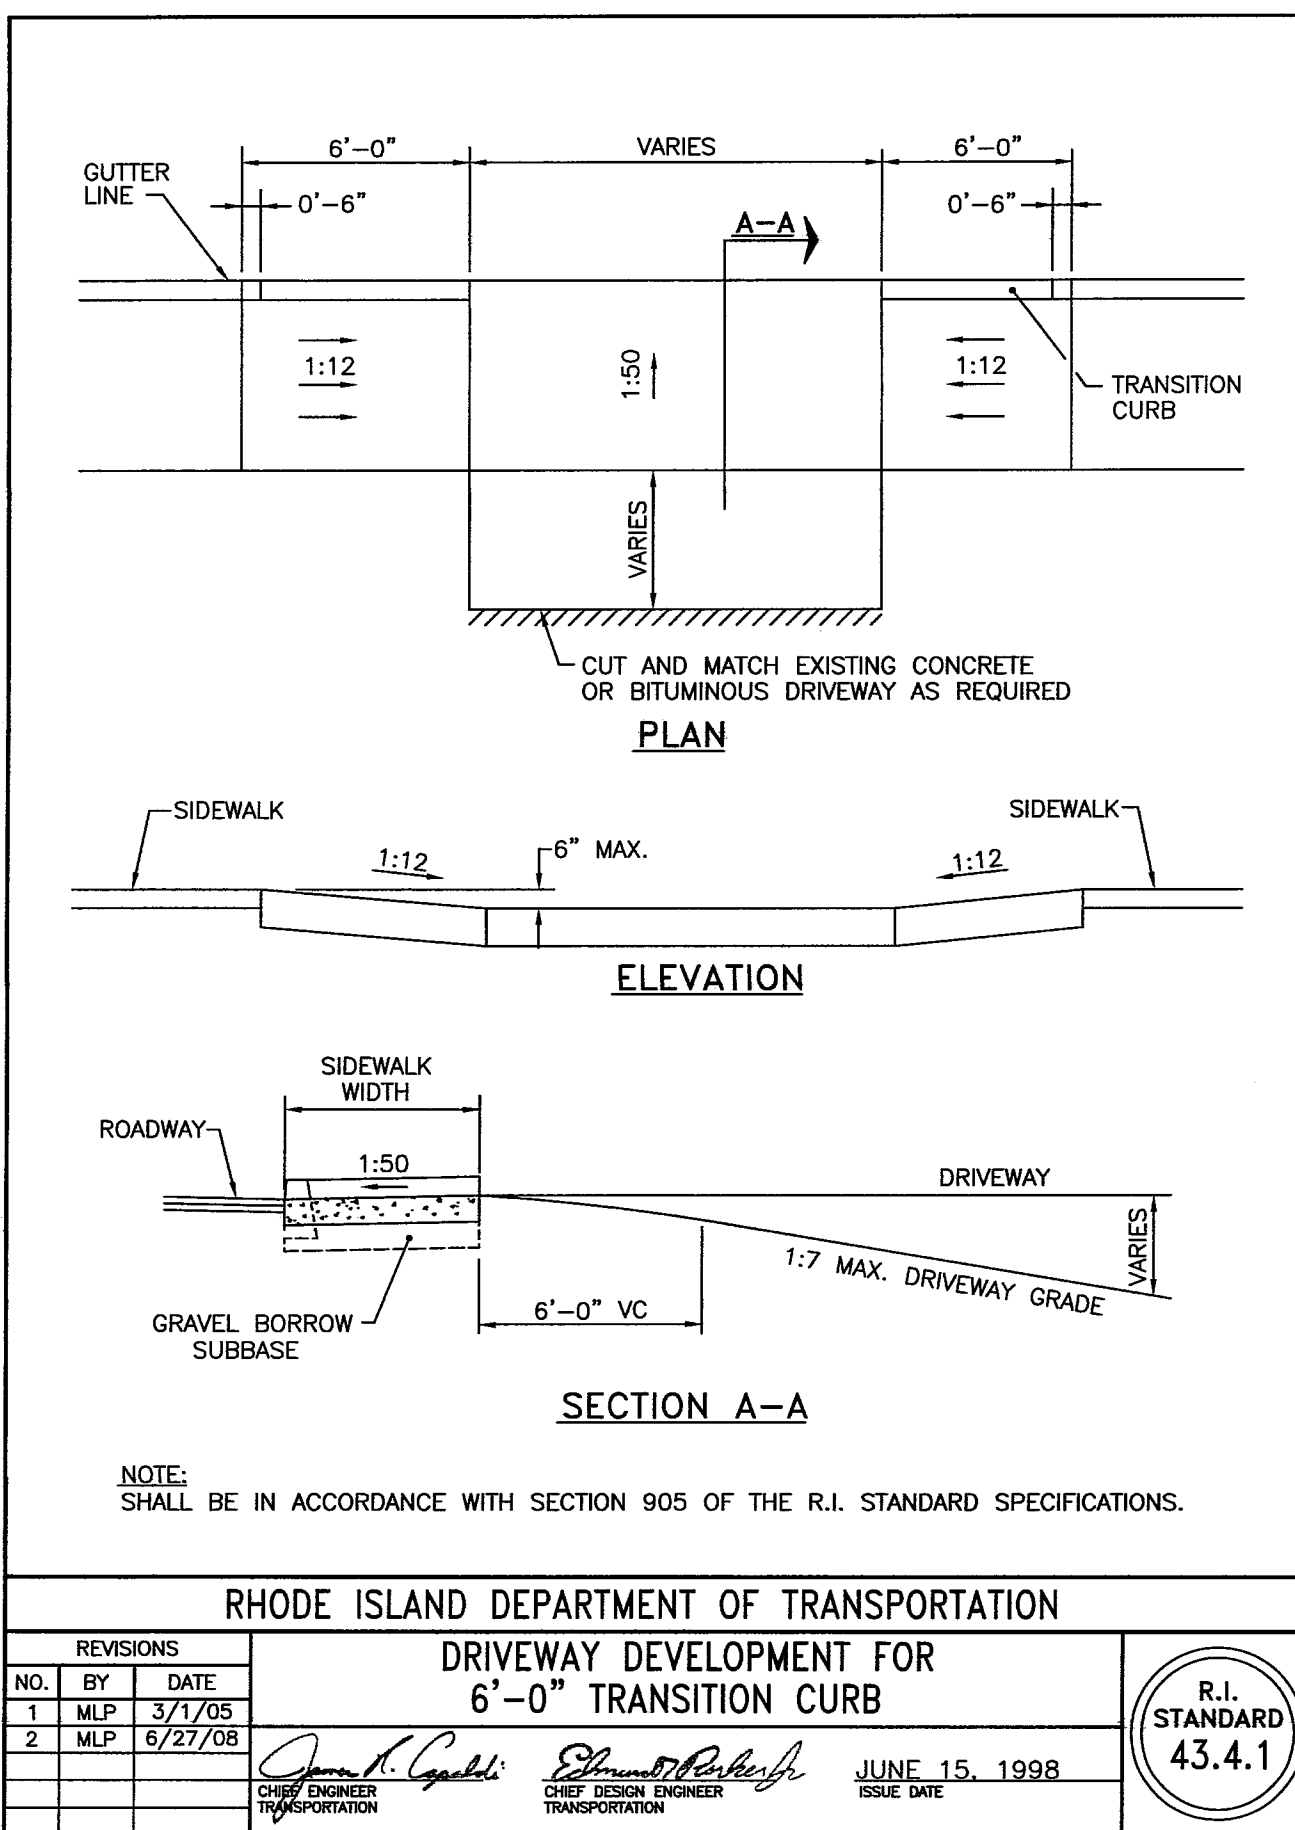 6'-0" VARIES 6'-0"
GUTTER
LINE
0'-6" 0'-6"
A-A
1:12 1:50 1:12
TRANSITION
CURB
VARIES
CUT AND MATCH EXISTING CONCRETE
OR BITUMINOUS DRIVEWAY AS REQUIRED
PLAN
SIDEWALK SIDEWALK
1:12 6" MAX. 1:12
ELEVATION
SIDEWALK
WIDTH
ROADWAY
1:50
DRIVEWAY
VARIES
1:7 MAX. DRIVEWAY GRADE
6'-0" VC
GRAVEL BORROW
SUBBASE
SECTION A-A
NOTE:
SHALL BE IN ACCORDANCE WITH SECTION 905 OF THE R.I. STANDARD SPECIFICATIONS.
RHODE ISLAND DEPARTMENT OF TRANSPORTATION
REVISIONS
NO. BY DATE
1 MLP 3/1/05
2 MLP 6/27/08
DRIVEWAY DEVELOPMENT FOR
6'-0" TRANSITION CURB
James R. Capaldi
CHIEF ENGINEER
TRANSPORTATION
Edmund T Parker Jr
CHIEF DESIGN ENGINEER
TRANSPORTATION
JUNE 15, 1998
ISSUE DATE
R.I.
STANDARD
43.4.1